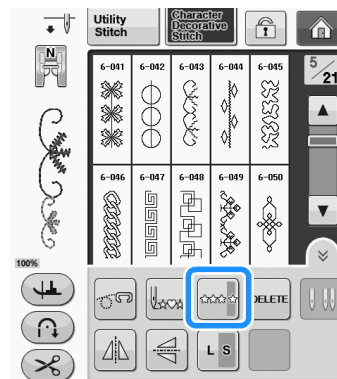 Utility
Stitch
Character
Decorative
Stitch
N
6-041 6-042 6-043 6-044 6-045
5/21
6-046 6-047 6-048 6-049 6-050
100%
DELETE
L S